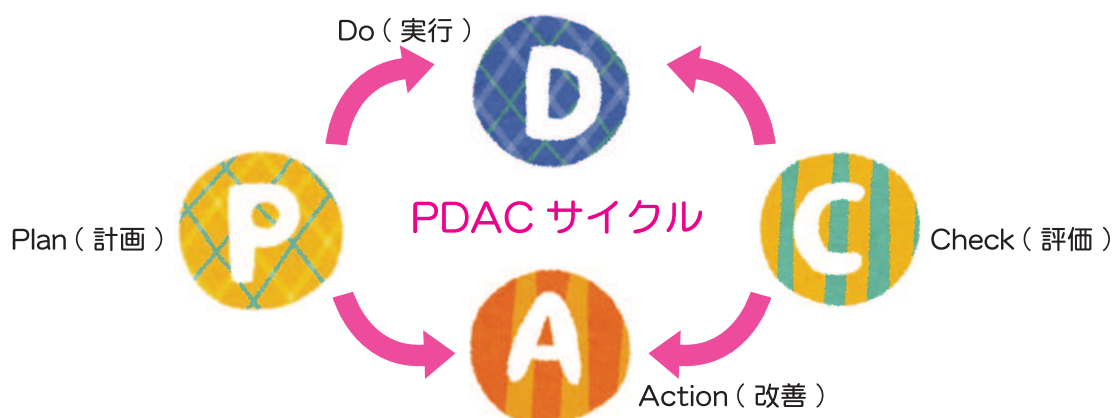 Do ( 実行 )
D
P
C
PDAC サイクル
Plan ( 計画 )
Check ( 評価 )
A
Action ( 改善 )